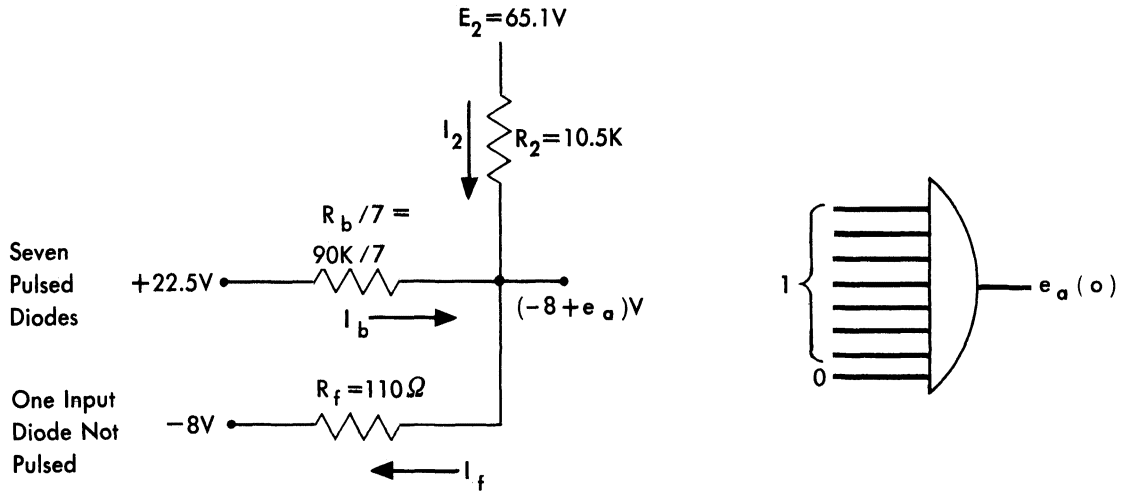 E2=65.1V
I2
R2=10.5K
Rb/7 =
90K/7
Seven
Pulsed
Diodes
+22.5V
(-8+ea)V
Ib
One Input
Diode Not
Pulsed
-8V
Rf=110Ω
If
1
0
ea(o)